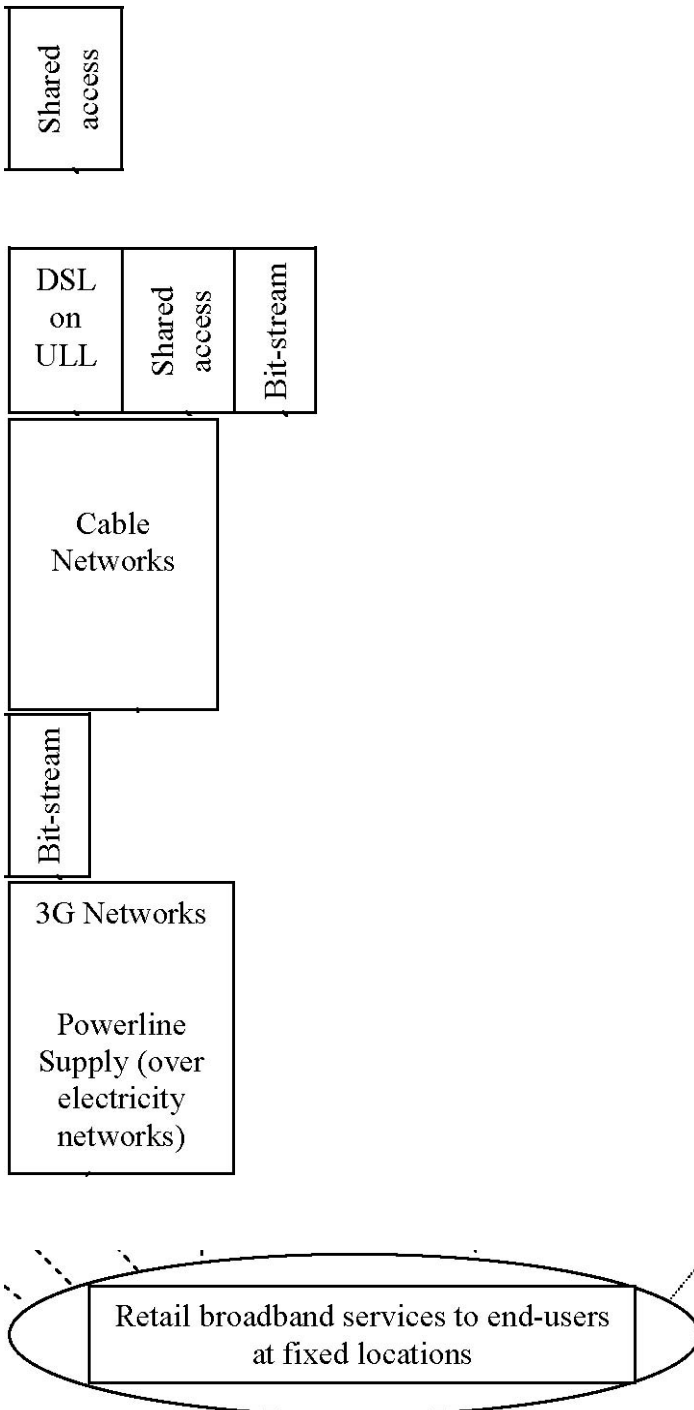 Shared
access
DSL
on
ULL
Shared
access
Bit-stream
Cable
Networks
Bit-stream
3G Networks
Powerline
Supply (over
electricity
networks)
Retail broadband services to end-users
at fixed locations